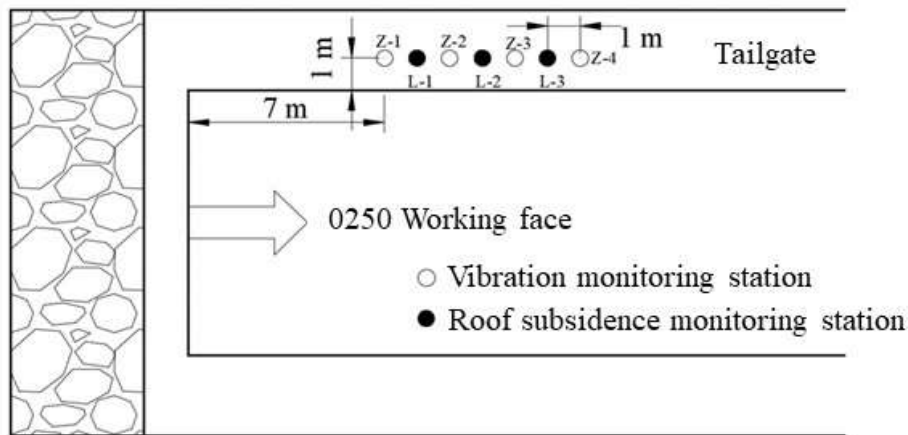 Z-1
Z-2
Z-3
1 m
Z-4
Tailgate
1 m
L-1
L-2
L-3
7 m
0250 Working face
Vibration monitoring station
Roof subsidence monitoring station